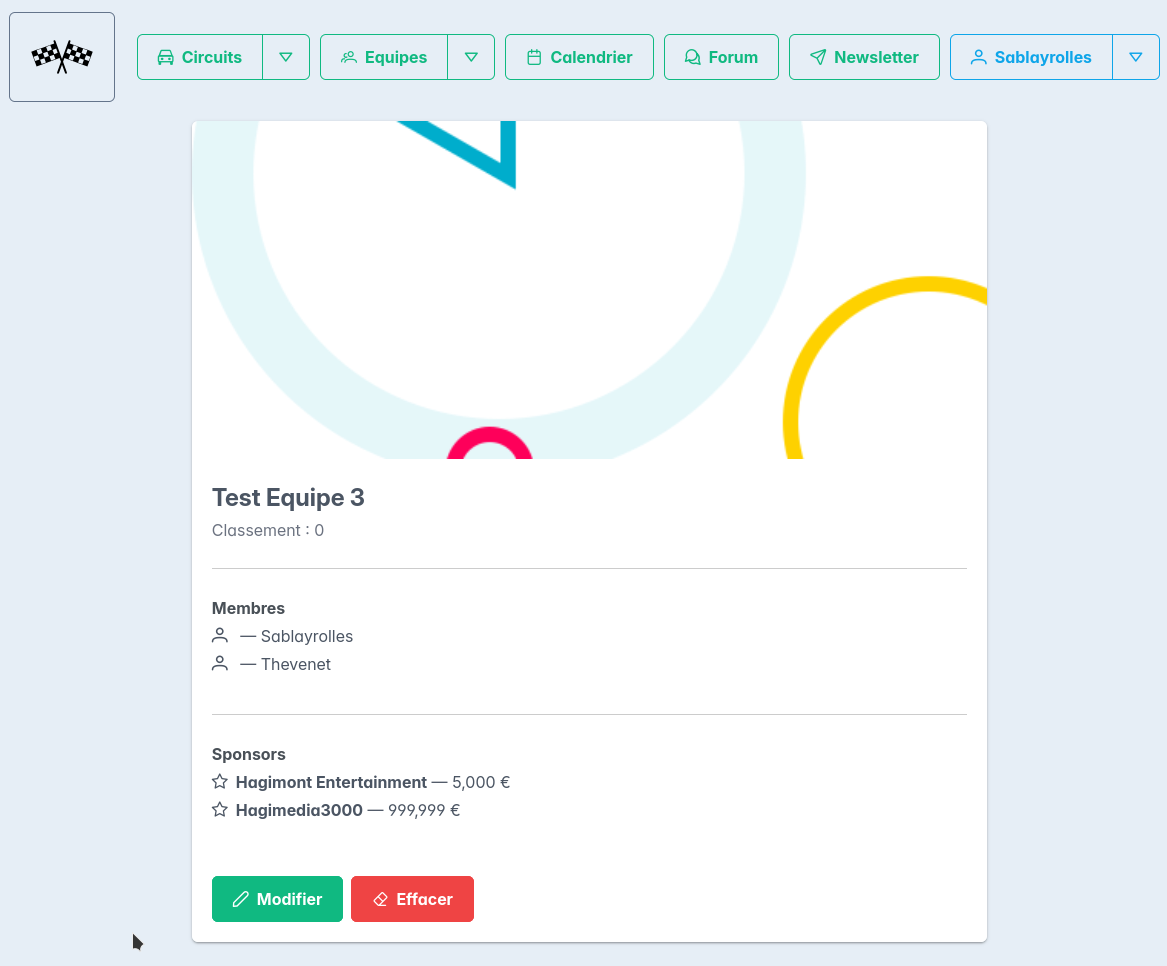 Circuits Equipes Calendrier Forum Newsletter Sablayrolles
Test Equipe 3
Classement : 0
Membres
— Sablayrolles
— Thevenet
Sponsors
Hagimont Entertainment — 5,000 €
Hagimedia3000 — 999,999 €
Modifier Effacer